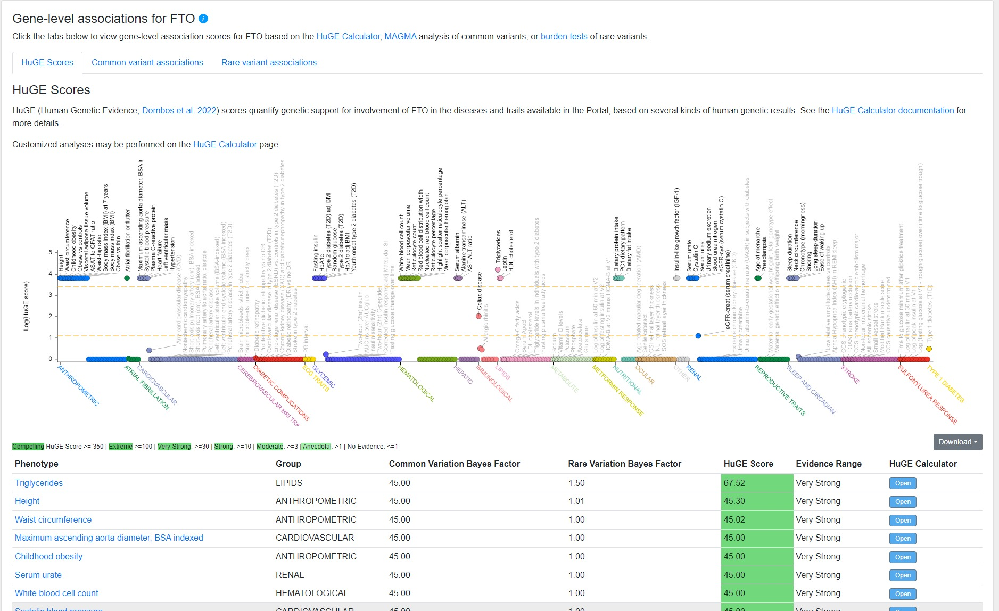 Gene-level associations for FTO
Click the tabs below to view gene-level association scores for FTO based on the HuGE Calculator, MAGMA analysis of common variants, or burden tests of rare variants.
HuGE Scores
Common variant associations
Rare variant associations
HuGE Scores
HuGE (Human Genetic Evidence; Dornbos et al. 2022) scores quantify genetic support for involvement of FTO in the diseases and traits available in the Portal, based on several kinds of human genetic results. See the HuGE Calculator documentation for
more details.
Customized analyses may be performed on the HuGE Calculator page.
Log(HuGE score)
5
4
3
2
1
0
Height
Waist circumference
Childhood obesity
Obese vs controls
Visceral adipose tissue volume
ASAT to GFAT ratio
Waist-hip ratio
Body mass index (BMI) at 7 years
Body mass index (BMI)
Obese vs thin
Atrial fibrillation or flutter
Maximum ascending aorta diameter, BSA ir
Systolic blood pressure
Plasma C-reactive protein
Heart failure
Left ventricular mass
Hypertension
Any cardiovascular disease (CVD)
Nonischemic cardiomyopathy
Short-axis pulmonary artery (cm), BSA indexed
Short-axis root (cm), BSA indexed
Pulmonary artery to aorta ratio, diastole
Peripheral artery disease
Left ventricular stroke volume (BSA-indexed)
Left ventricular end-systolic volume (BSA-indexed)
Peripheral artery disease in type 2 diabetes (T2D)
Brain microbleeds, strictly lobar
Brain microbleeds, mixed or strictly deep
Diabetic retinopathy
Proliferative diabetic retinopathy vs no DR
Cardiovascular disease in type 2 diabetes (T2D)
End-stage renal disease (ESRD) vs controls in type 2 diabetes (T2D)
Chronic kidney disease (CKD) and diabetic nephropathy in type 2 diabetes
Diabetic retinopathy (DR) vs no DR
Stroke in type 2 diabetes
PR interval
Fasting insulin
HbA1c
Type 2 diabetes (T2D) adj BMI
Random glucose
Type 2 diabetes (T2D)
HbA1c adj BMI
Youth-onset type 2 diabetes (T2D)
Two-hour (2hr) insulin
AUCins over AUCgluc
Insulin sensitivity
Two-hour (2hr) C-peptide
Corrected insulin response adj Matsuda ISI
Fasting glucose change over time
White blood cell count
Mean corpuscular volume
Reticulocyte count
Red blood cell distribution width
Nucleated red blood cell count
Reticulocyte percentage
Highlight scatter reticulocyte percentage
Mean corpuscular hemoglobin
Serum albumin
Alanine transaminase (ALT)
AST-ALT ratio
Celiac disease
Allergic rhinitis
Triglycerides
Leptin
HDL cholesterol
Omega-6 fatty acids
Serum ApoB
LDL cholesterol
Triglyceride levels in individuals with type 2 diabetes
Fasting plasma free fatty acids
Sodium
Vitamin D levels
Potassium
Phosphate
Acetoacetate
Glutamine
Log of insulin at 60 min at V2
Log of fasting insulin at V2
HOMA-B at V2 minus HOMA-B at V1
Dietary protein intake
PC1 dietary pattern
Dietary fat intake
Age-related macular degeneration (AMD)
Senile cataract
CSI retinal layer thickness
INL retinal layer thickness
ISOS retinal layer thickness
Insulin-like growth factor (IGF-1)
Serum urate
Cystatin C
Serum urea
Urinary sodium excretion
Blood urea nitrogen
eGFR-cys (serum cystatin C)
eGFR-creat (serum creatinine)
Extreme chronic kidney disease (CKD)
Urinary creatinine
Urinary albumin-to-creatinine ratio (UACR) in subjects with diabetes
Age at menarche
Preeclampsia
Maternal early gestational weight gain, fetal genotype effect
Maternal genetic effect on offspring birth weight
Sleep duration
Neck circumference
Chronotype (morningness)
Snoring
Long sleep duration
Ease of waking up
Low relative amplitude cases vs controls
Apnea-Hypopnea Index (AHI) in REM sleep
CCS phenotypic cryptogenic
TOAST small artery occlusion
CCS phenotypic cardio-aortic embolism major
Non-lobar intracranial hemorrhage
All ischemic stroke
Small vessel stroke
Modified Rankin scale score
CCS causative undetermined
Time to glucose minimum after glipizide treatment
Log of insulin at 30 min at V1
Log of peak insulin at V1
Log (fasting glucose at V1 - trough glucose) over (time to glucose trough)
Type 1 diabetes (T1D)
ANTHROPOMETRIC
ATRIAL FIBRILLATION
CARDIOVASCULAR
CEREBROVASCULAR MRI TRA
DIABETIC COMPLICATIONS
ECG TRAITS
GLYCEMIC
HEMATOLOGICAL
HEPATIC
IMMUNOLOGICAL
LIPIDS
METABOLITE
METFORMIN RESPONSE
NUTRITIONAL
OCULAR
OTHER
RENAL
REPRODUCTIVE TRAITS
SLEEP AND CIRCADIAN
STROKE
SULFONYLUREA RESPONSE
TYPE 1 DIABETES
Compelling HuGE Score >= 350 | Extreme >=100 | Very Strong: >=30 | Strong: >=10 | Moderate: >=3 | Anecdotal: >1 | No Evidence: <=1
Download
Phenotype Group Common Variation Bayes Factor Rare Variation Bayes Factor HuGE Score Evidence Range HuGE Calculator
Triglycerides LIPIDS 45.00 1.50 67.52 Very Strong Open
Height ANTHROPOMETRIC 45.00 1.01 45.30 Very Strong Open
Waist circumference ANTHROPOMETRIC 45.00 1.00 45.02 Very Strong Open
Maximum ascending aorta diameter, BSA indexed CARDIOVASCULAR 45.00 1.00 45.00 Very Strong Open
Childhood obesity ANTHROPOMETRIC 45.00 1.00 45.00 Very Strong Open
Serum urate RENAL 45.00 1.00 45.00 Very Strong Open
White blood cell count HEMATOLOGICAL 45.00 1.00 45.00 Very Strong Open
Systolic blood pressure CARDIOVASCULAR 45.00 1.00 45.00 Very Strong